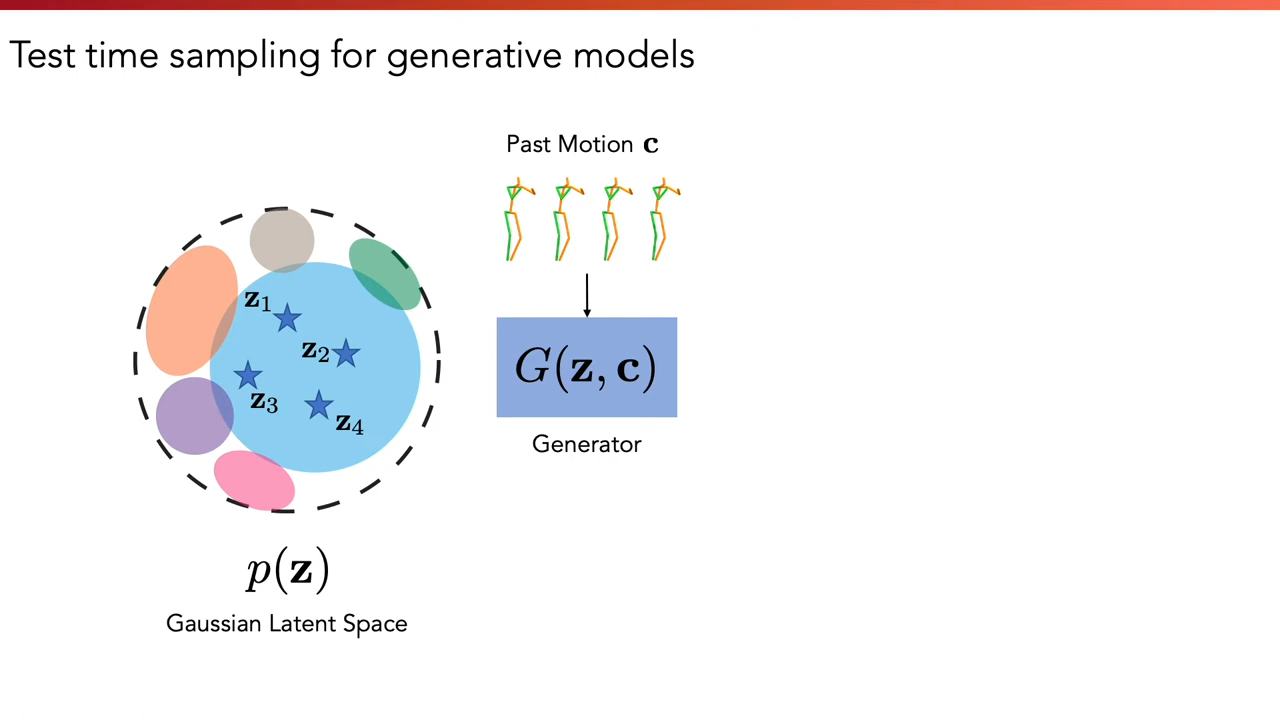 Test time sampling for generative models
Past Motion c
z₁
z₂
z₃
z₄
G(z, c)
Generator
p(z)
Gaussian Latent Space